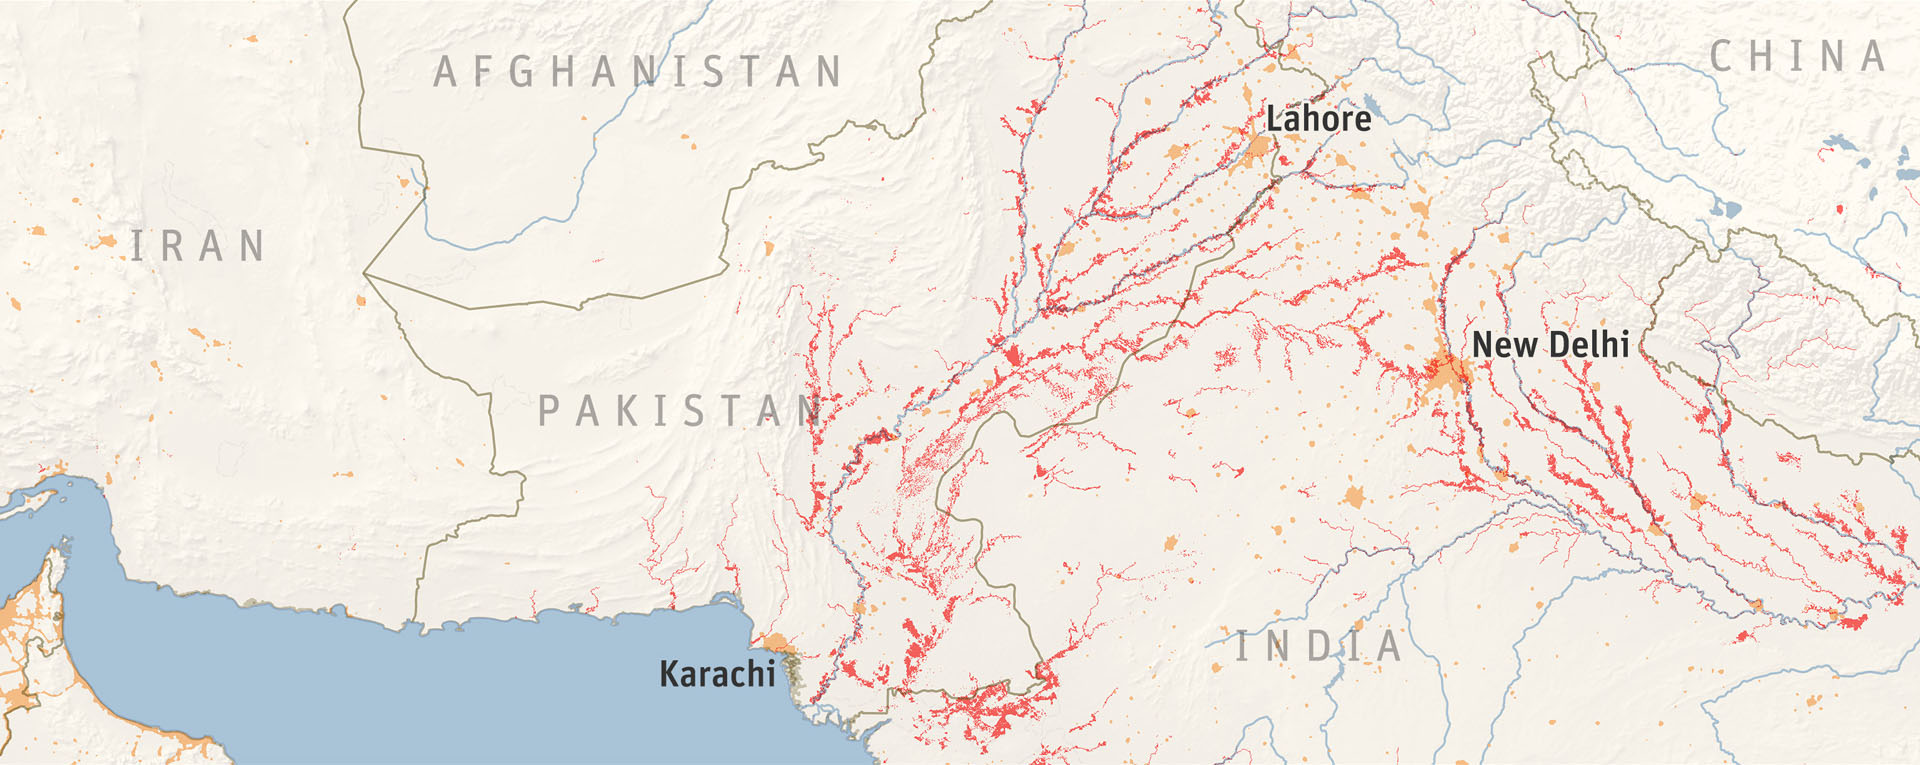 AFGHANISTAN
CHINA
Lahore
IRAN
New Delhi
PAKISTAN
INDIA
Karachi